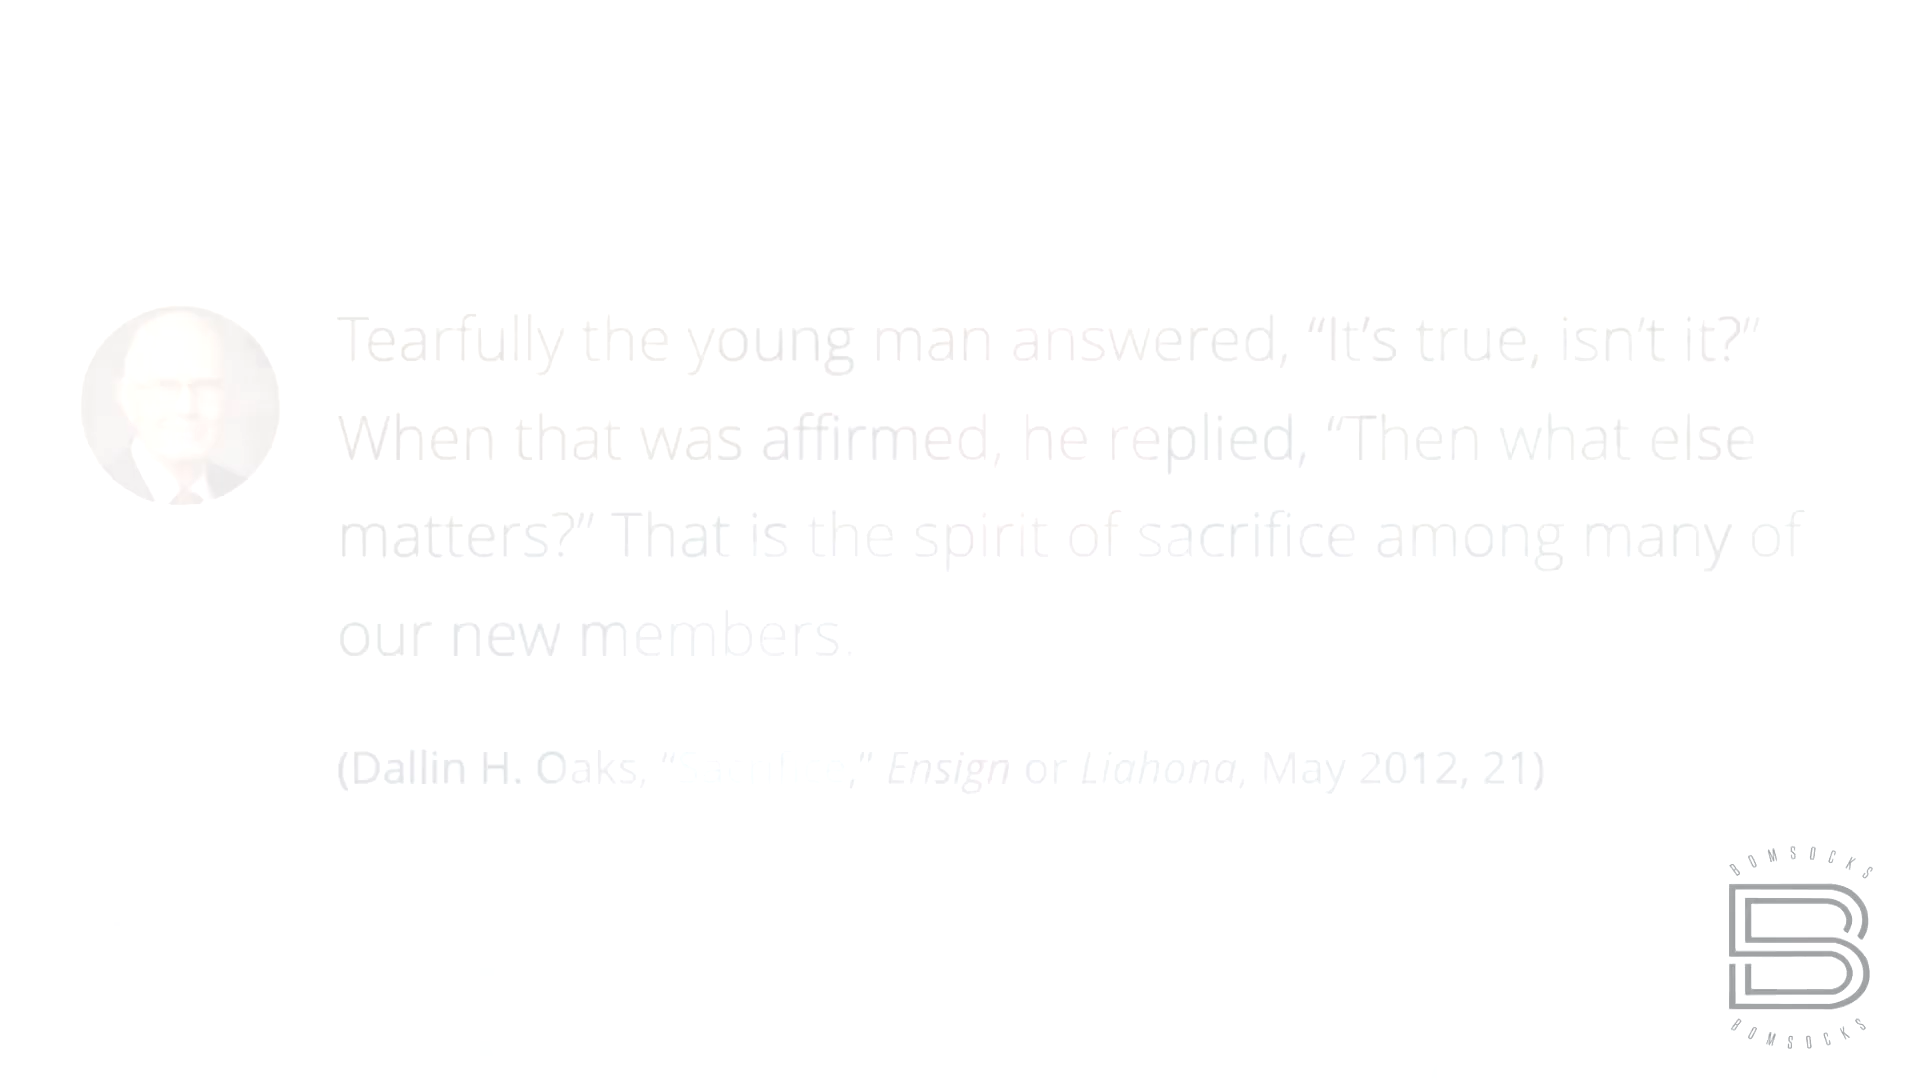 Tearfully the young man answered, “It’s true, isn’t it?”
When that was affirmed, he replied, “Then what else
matters?” That is the spirit of sacrifice among many of
our new members.
(Dallin H. Oaks, “Sacrifice,” Ensign or Liahona, May 2012, 21)
BOMSOCKS
B
BOMSOCKS